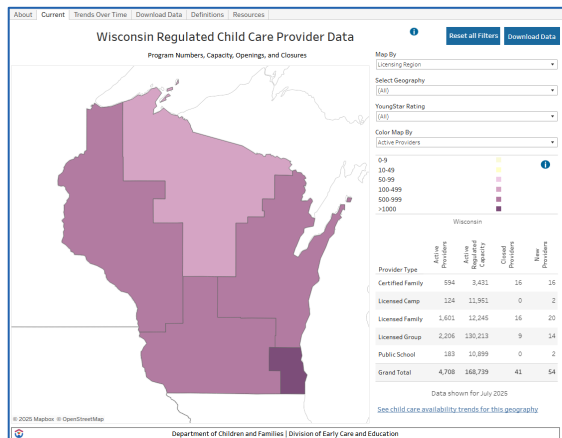 About Current Trends Over Time Download Data Definitions Resources
Wisconsin Regulated Child Care Provider Data
Program Numbers, Capacity, Openings, and Closures
i
Reset all Filters
Download Data
Map By
Licensing Region
Select Geography
(All)
YoungStar Rating
(All)
Color Map By
Active Providers
0-9
10-49
50-99
100-499
500-999
>1000
i
Wisconsin
Provider Type Active Providers Active Regulated Capacity Closed Providers New Providers
Certified Family 594 3,431 16 16
Licensed Camp 124 11,951 0 2
Licensed Family 1,601 12,245 16 20
Licensed Group 2,206 130,213 9 14
Public School 183 10,899 0 2
Grand Total 4,708 168,739 41 54
Data shown for July 2025
See child care availability trends for this geography
© 2025 Mapbox © OpenStreetMap
Department of Children and Families | Division of Early Care and Education